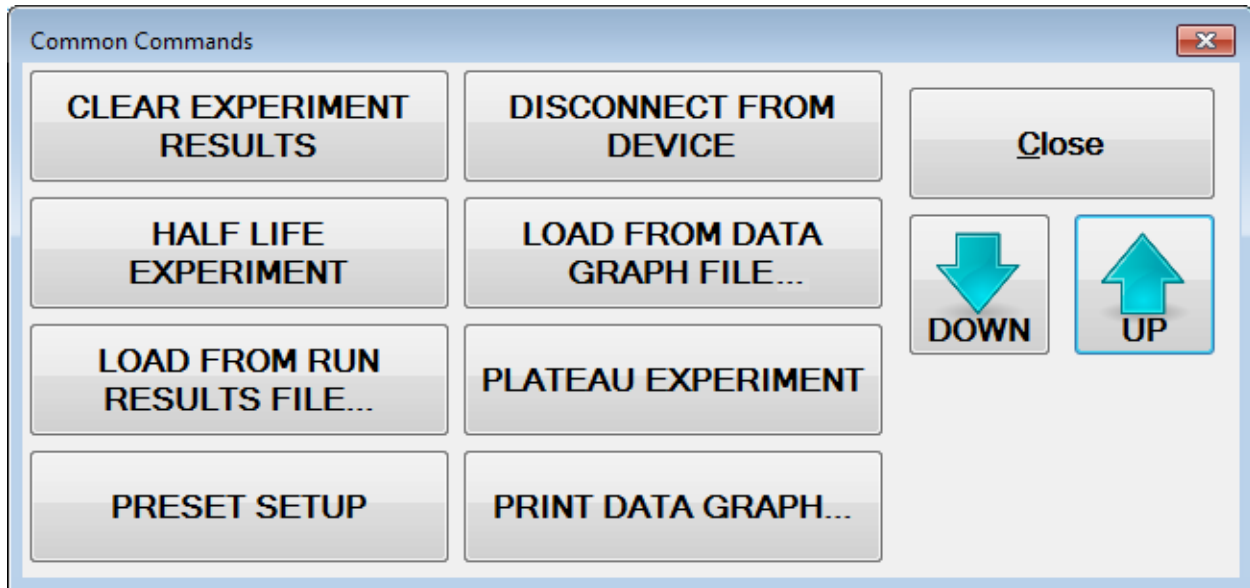 Common Commands
CLEAR EXPERIMENT
RESULTS
DISCONNECT FROM
DEVICE
Close
HALF LIFE
EXPERIMENT
LOAD FROM DATA
GRAPH FILE...
DOWN
UP
LOAD FROM RUN
RESULTS FILE...
PLATEAU EXPERIMENT
PRESET SETUP
PRINT DATA GRAPH...